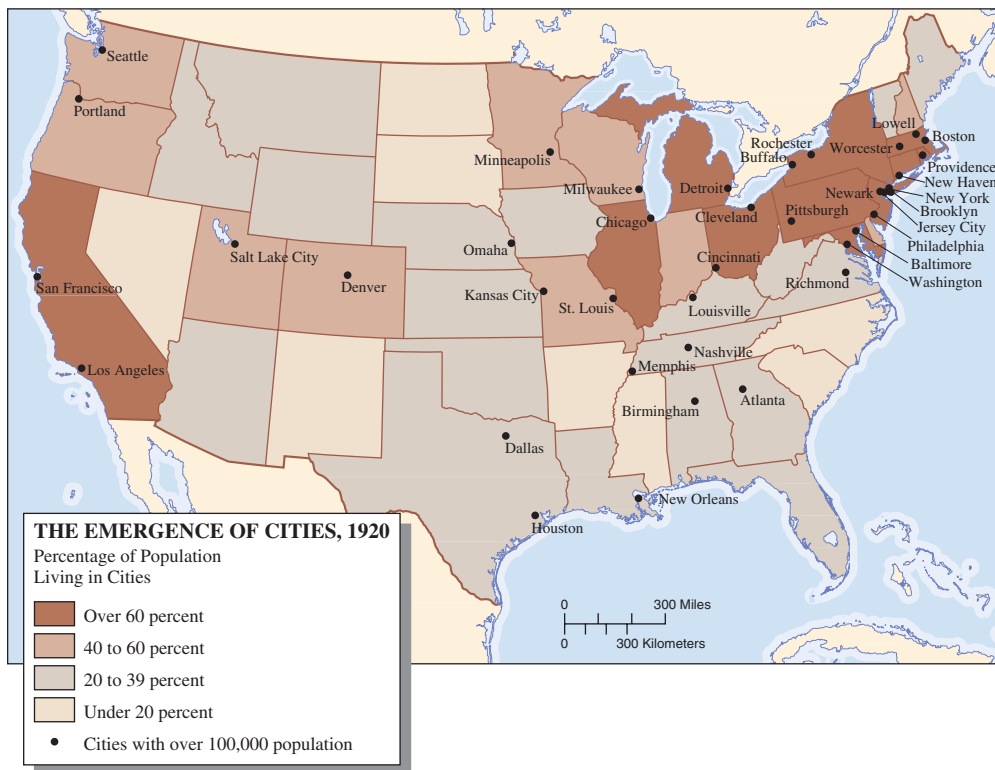 Seattle
Portland
Minneapolis
Milwaukee
Detroit
Rochester
Buffalo
Lowell
Worcester
Boston
Providence
New Haven
New York
Brooklyn
Jersey City
Newark
Philadelphia
Baltimore
Washington
Pittsburgh
Cleveland
Chicago
Cincinnati
Omaha
Salt Lake City
Denver
San Francisco
Kansas City
St. Louis
Louisville
Richmond
Los Angeles
Nashville
Memphis
Birmingham
Atlanta
Dallas
New Orleans
Houston
THE EMERGENCE OF CITIES, 1920
Percentage of Population
Living in Cities
Over 60 percent
40 to 60 percent
20 to 39 percent
Under 20 percent
Cities with over 100,000 population
0 300 Miles
0 300 Kilometers